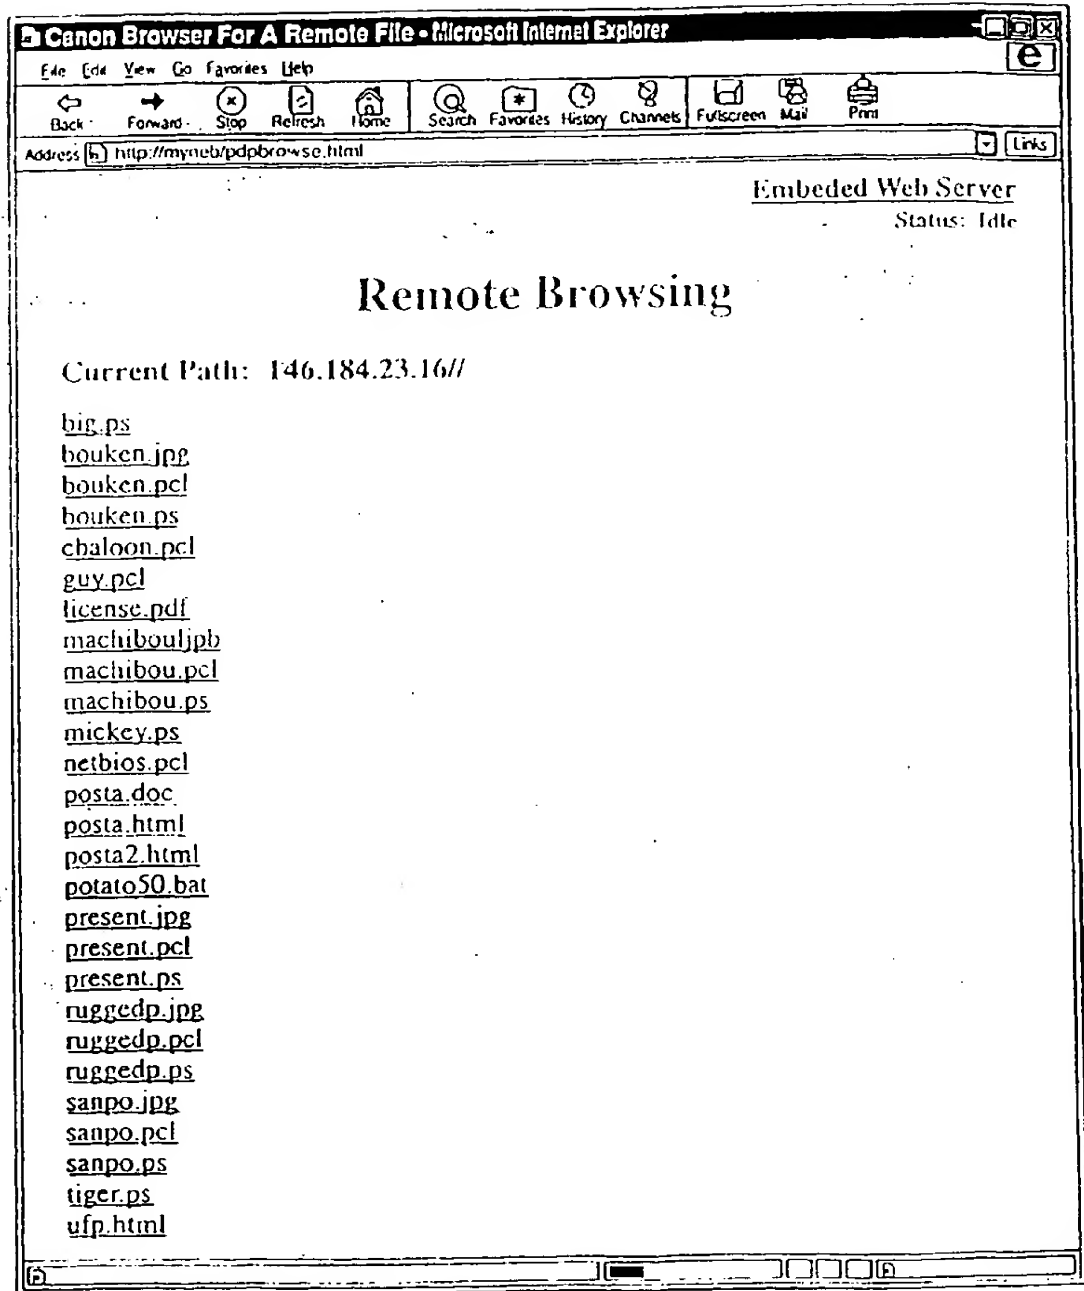 Canon Browser For A Remote File - Microsoft Internet Explorer
File Edit View Go Favorites Help
Back Forward Stop Refresh Home Search Favorites History Channels Fullscreen Mail Print
Address http://myneb/pdpbrowse.html Links
Embeded Web Server
Status: Idle
Remote Browsing
Current Path: 146.184.23.16//
big.ps
bouken.jpg
bouken.pcl
bouken.ps
cbaloon.pcl
guy.pcl
license.pdf
machibouljpb
machibou.pcl
machibou.ps
mickey.ps
netbios.pcl
posta.doc
posta.html
posta2.html
potato50.bat
present.jpg
present.pcl
present.ps
ruggedp.jpg
ruggedp.pcl
ruggedp.ps
sanpo.jpg
sanpo.pcl
sanpo.ps
tiger.ps
ufp.html